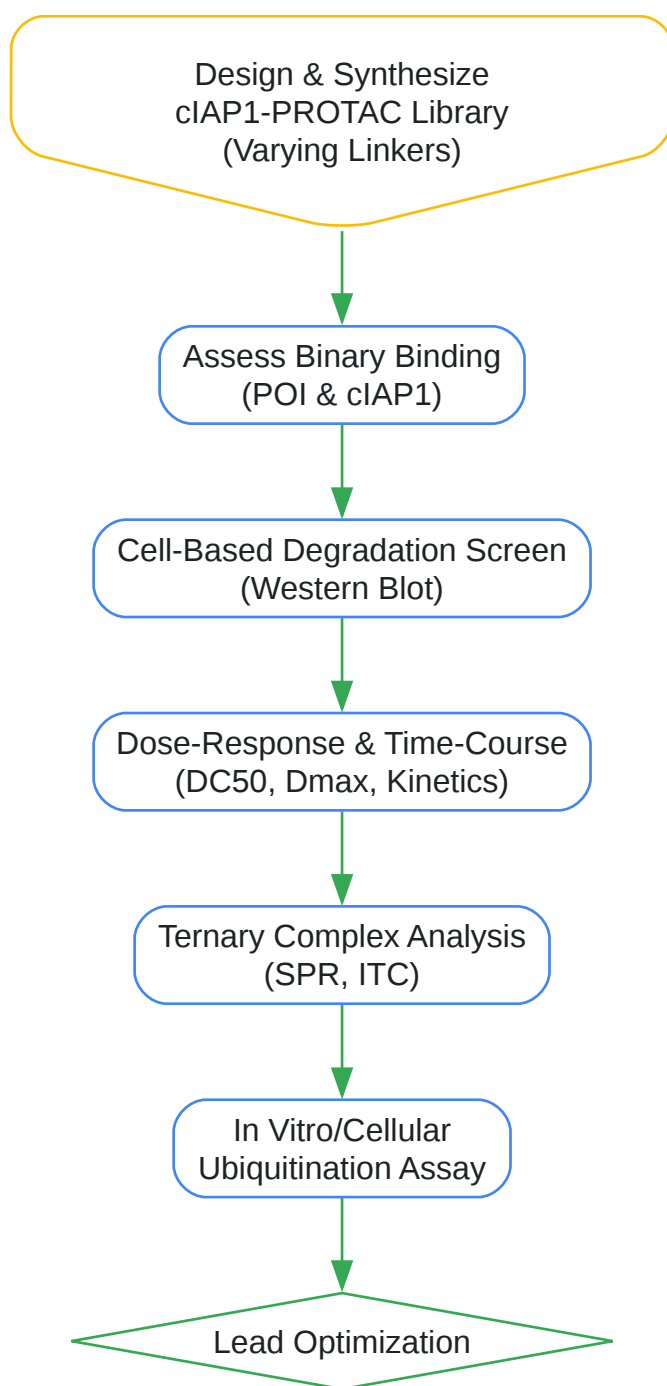 Design & Synthesize
cIAP1-PROTAC Library
(Varying Linkers)
Assess Binary Binding
(POI & cIAP1)
Cell-Based Degradation Screen
(Western Blot)
Dose-Response & Time-Course
(DC50, Dmax, Kinetics)
Ternary Complex Analysis
(SPR, ITC)
In Vitro/Cellular
Ubiquitination Assay
Lead Optimization